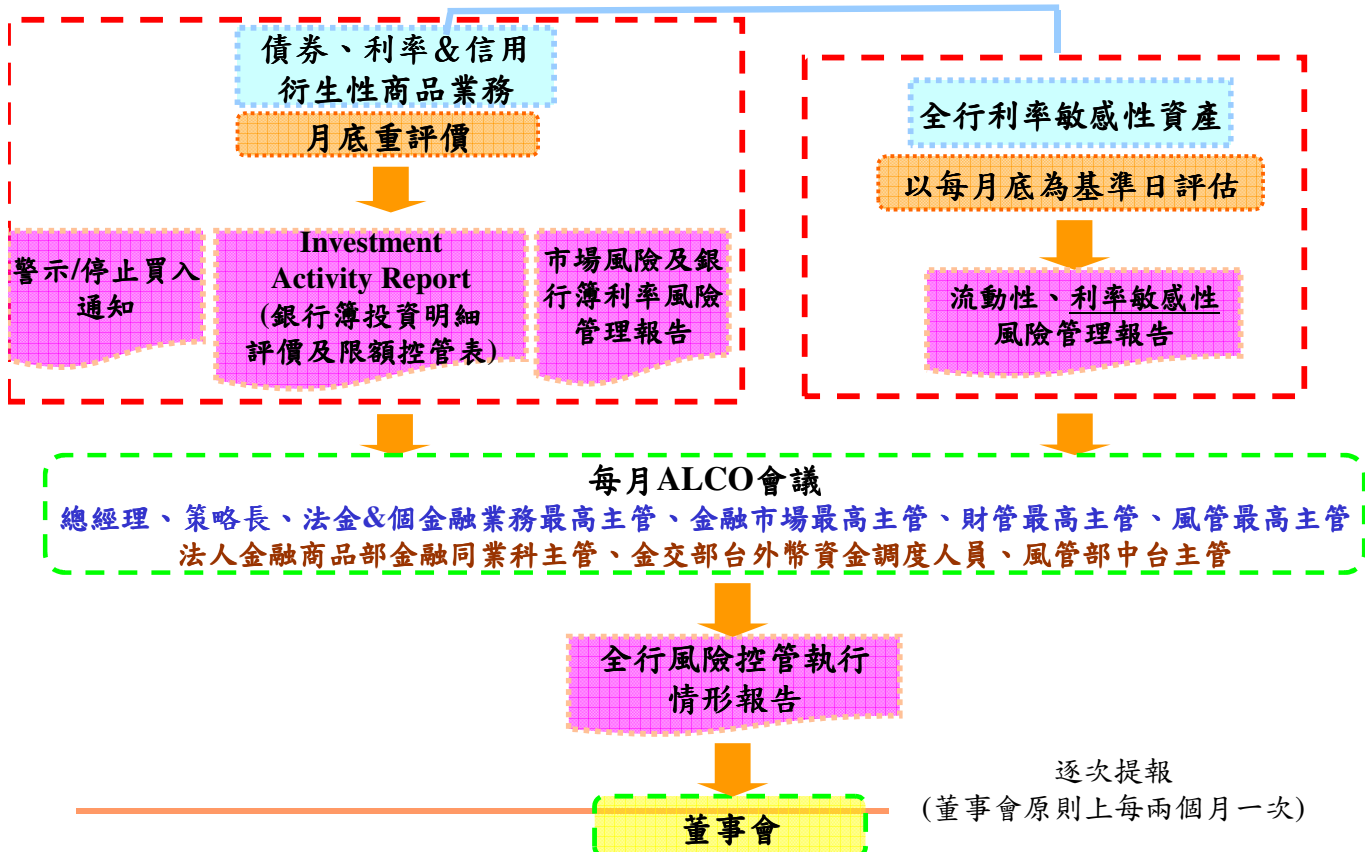 債券、利率＆信用
衍生性商品業務
月底重評價
警示/停止買入
通知
Investment
Activity Report
(銀行簿投資明細
評價及限額控管表)
市場風險及銀
行簿利率風險
管理報告
全行利率敏感性資產
以每月底為基準日評估
流動性、利率敏感性
風險管理報告
每月ALCO會議
總經理、策略長、法金&個金融業務最高主管、金融市場最高主管、財管最高主管、風管最高主管
法人金融商品部金融同業科主管、金交部台外幣資金調度人員、風管部中台主管
全行風險控管執行
情形報告
逐次提報
(董事會原則上每兩個月一次)
董事會